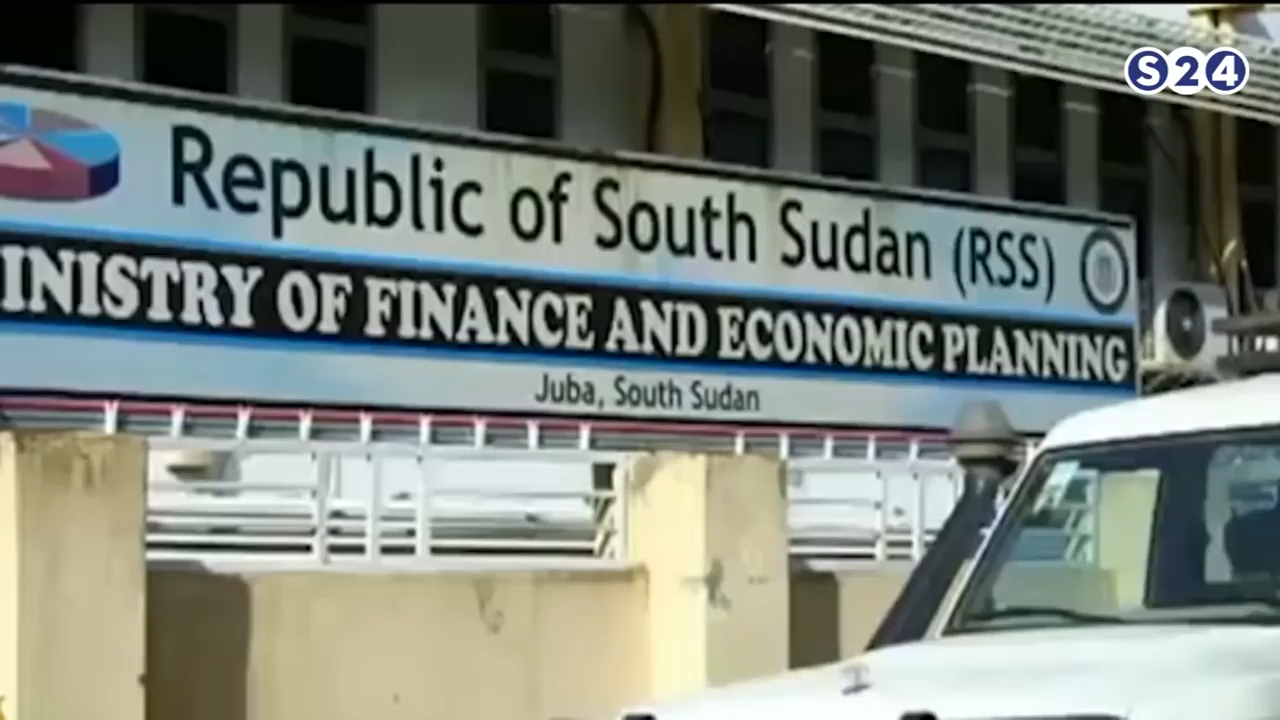 S24
Republic of South Sudan (RSS)
INISTRY OF FINANCE AND ECONOMIC PLANNING
Juba, South Sudan